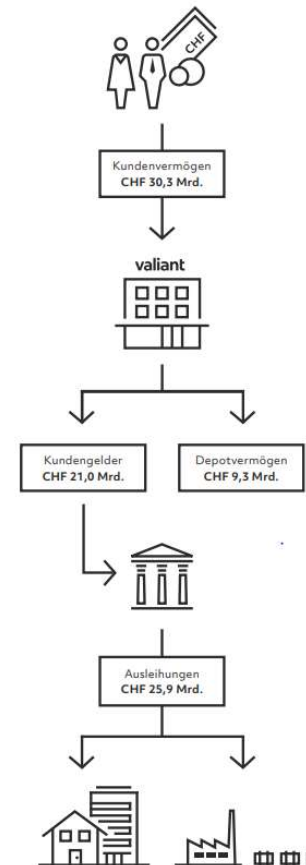 CHF
Kundenvermögen
CHF 30,3 Mrd.
valiant
Kundengelder
CHF 21,0 Mrd.
Depotvermögen
CHF 9,3 Mrd.
Ausleihungen
CHF 25,9 Mrd.